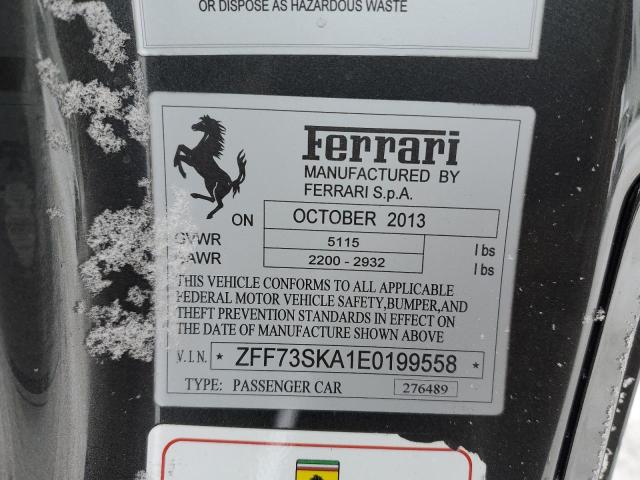 OR DISPOSE AS HAZARDOUS WASTE
Ferrari
MANUFACTURED BY
FERRARI S.p.A.
ON OCTOBER 2013
GVWR 5115 lbs
GAWR 2200 - 2932 lbs
THIS VEHICLE CONFORMS TO ALL APPLICABLE
FEDERAL MOTOR VEHICLE SAFETY,BUMPER,AND
THEFT PREVENTION STANDARDS IN EFFECT ON
THE DATE OF MANUFACTURE SHOWN ABOVE
V.I.N. * ZFF73SKA1E0199558 *
TYPE: PASSENGER CAR 276489